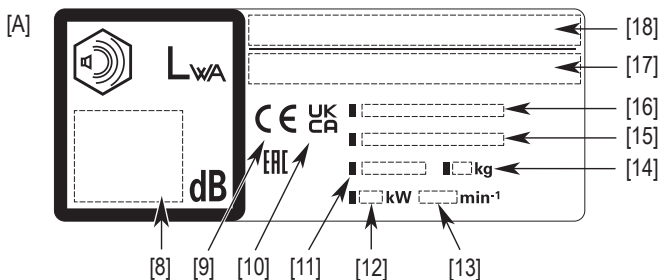 [A]
[18]
LWA
[17]
CE UK CA
[16]
[15]
EAC
kg
[14]
dB
kW min-1
[8] [9] [10] [11] [12] [13]